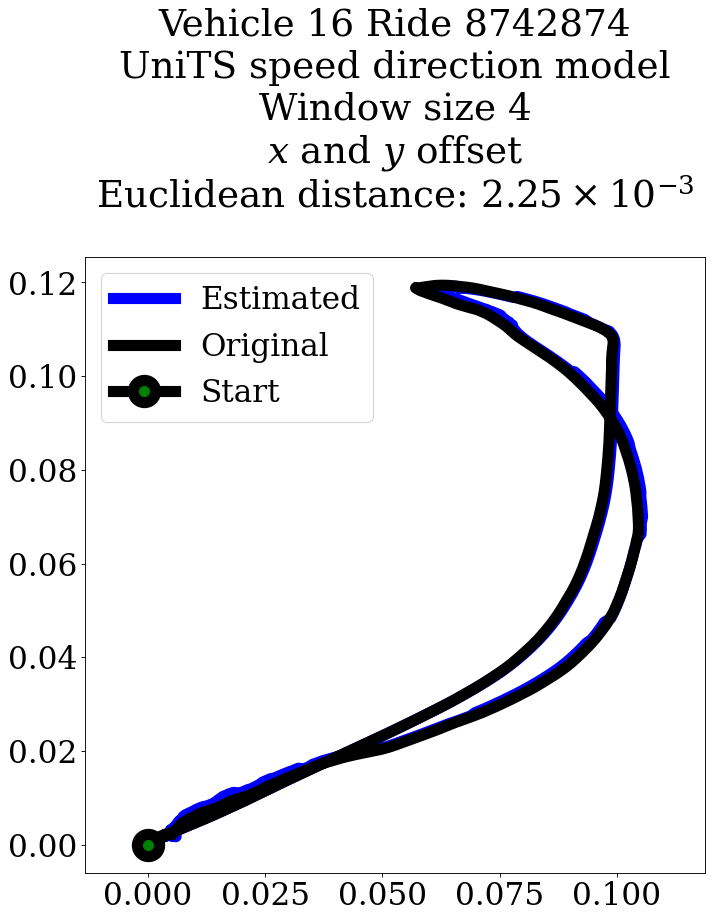 Vehicle 16 Ride 8742874
UniTS speed direction model
Window size 4
x and y offset
Euclidean distance: 2.25 × 10⁻³
Estimated
Original
Start
0.12
0.10
0.08
0.06
0.04
0.02
0.00
0.000 0.025 0.050 0.075 0.100